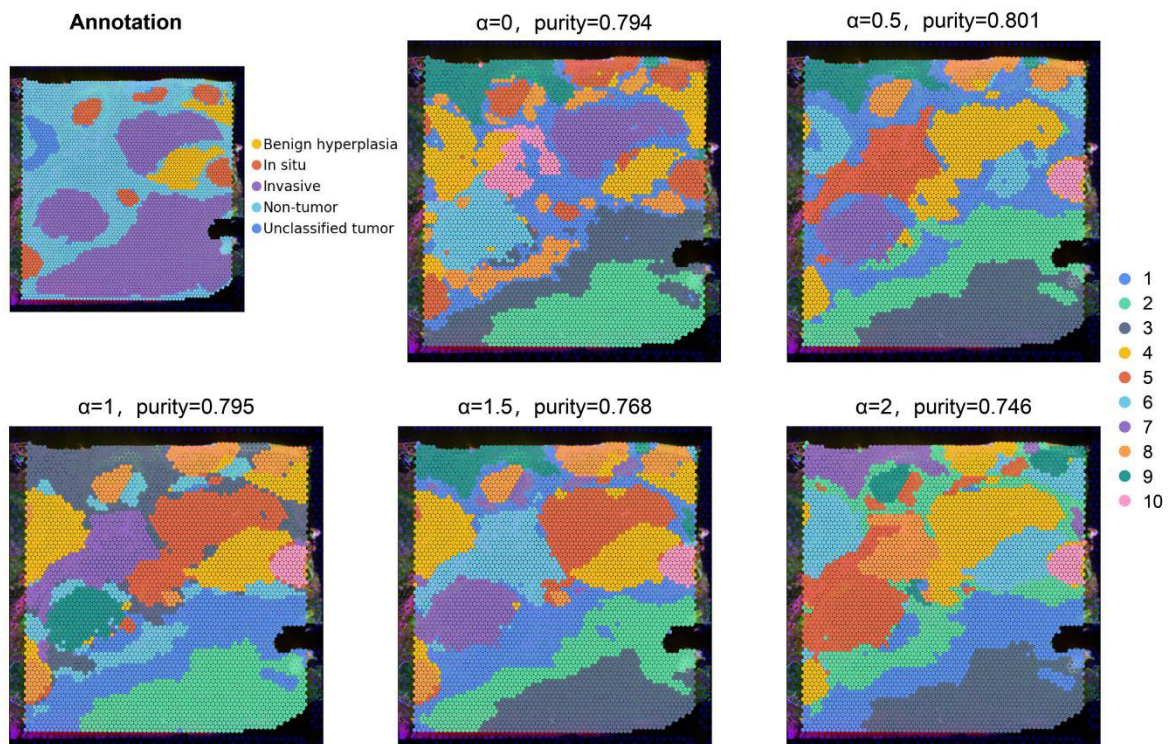 Annotation
Benign hyperplasia
In situ
Invasive
Non-tumor
Unclassified tumor
α=0, purity=0.794
α=0.5, purity=0.801
1
2
3
4
5
6
7
8
9
10
α=1, purity=0.795
α=1.5, purity=0.768
α=2, purity=0.746